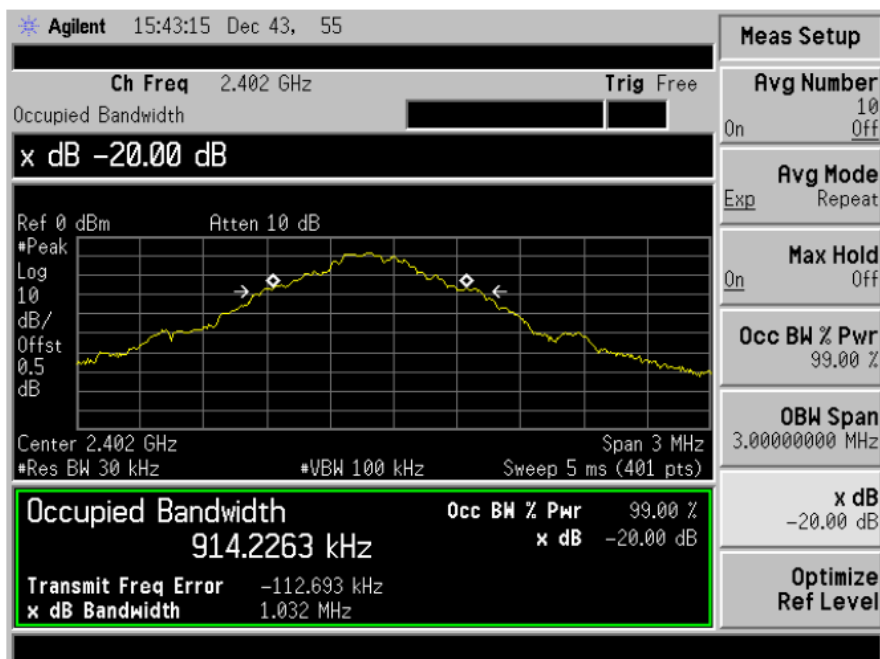 Agilent 15:43:15 Dec 43, 55
Ch Freq 2.402 GHz Trig Free
Occupied Bandwidth
x dB -20.00 dB
Ref 0 dBm Atten 10 dB
#Peak
Log
10
dB/
Offst
0.5
dB
Center 2.402 GHz Span 3 MHz
#Res BW 30 kHz #VBW 100 kHz Sweep 5 ms (401 pts)
Occupied Bandwidth Occ BW % Pwr 99.00 %
914.2263 kHz x dB -20.00 dB
Transmit Freq Error -112.693 kHz
x dB Bandwidth 1.032 MHz
Meas Setup
Avg Number
10
On Off
Avg Mode
Exp Repeat
Max Hold
On Off
Occ BW % Pwr
99.00 %
OBW Span
3.00000000 MHz
x dB
-20.00 dB
Optimize
Ref Level